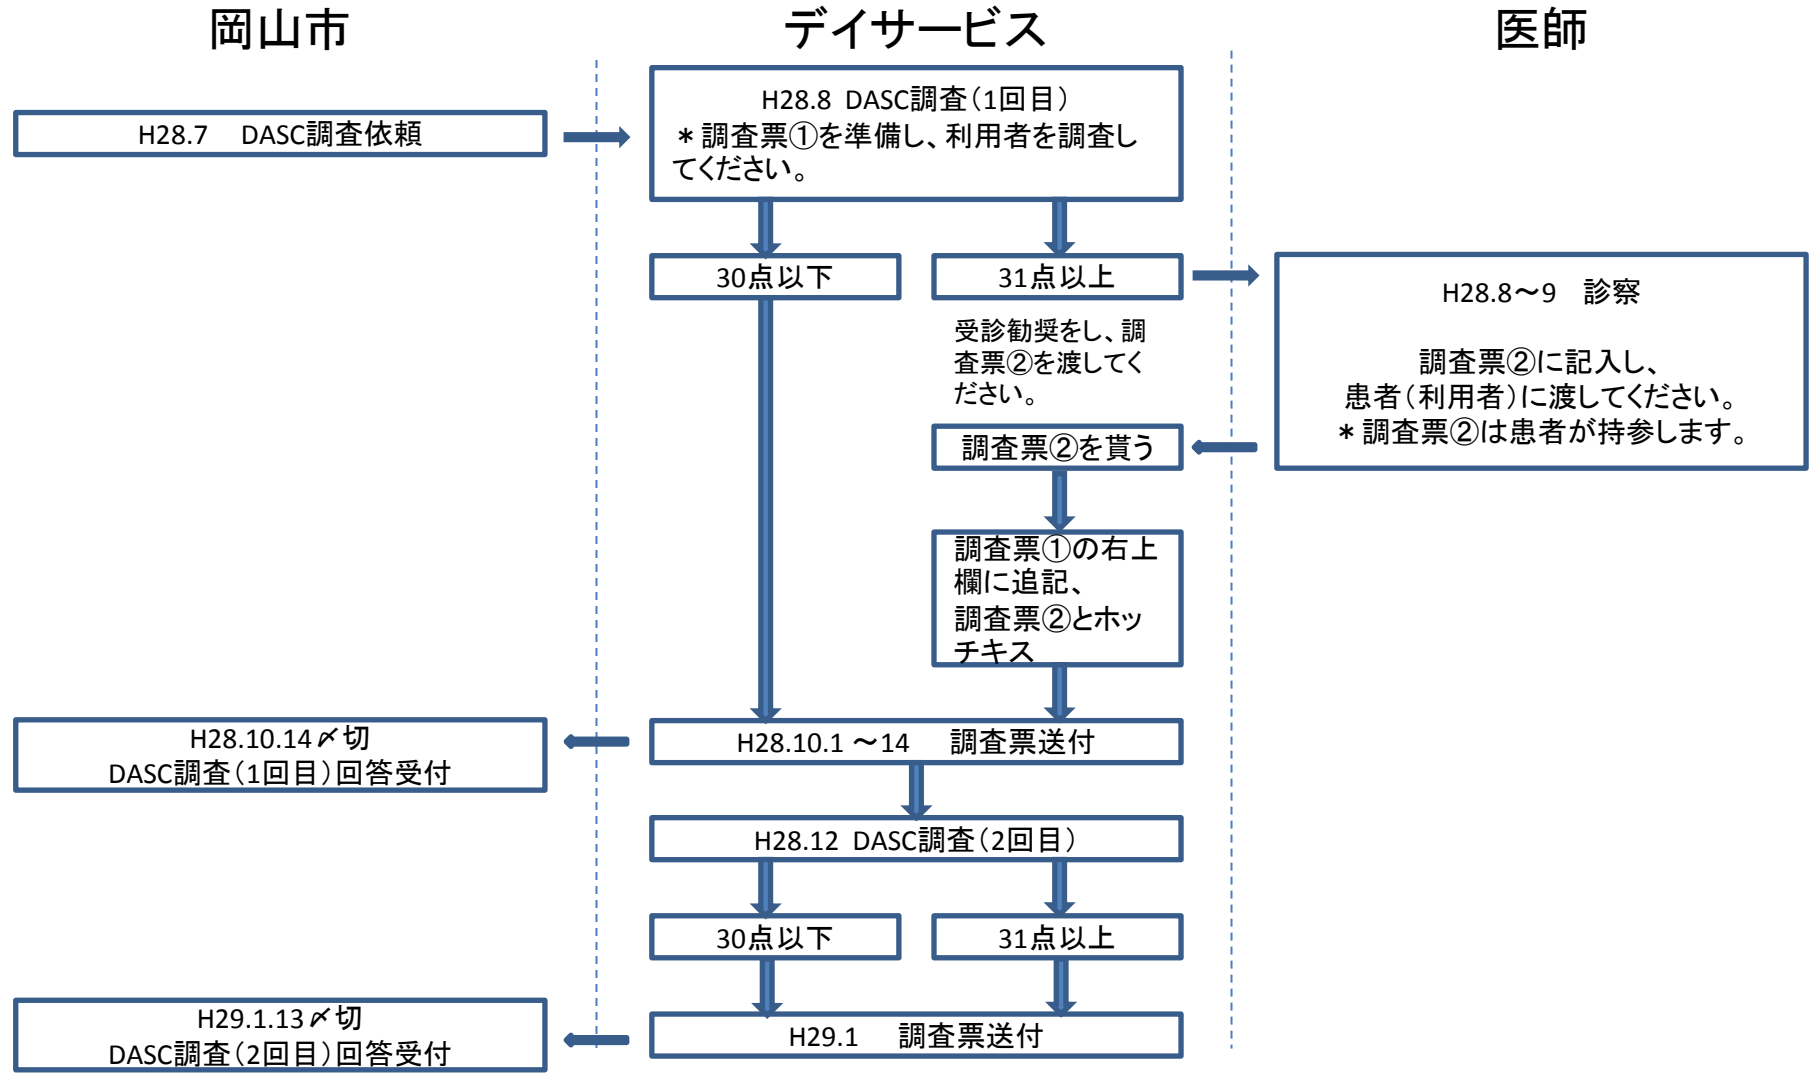 岡山市
デイサービス
医師
H28.7　DASC調査依頼
H28.8 DASC調査（1回目）
＊調査票①を準備し、利用者を調査し
てください。
30点以下
31点以上
受診勧奨をし、調
査票②を渡してく
ださい。
H28.8～9　診察
調査票②に記入し、
患者（利用者）に渡してください。
＊調査票②は患者が持参します。
調査票②を貰う
調査票①の右上
欄に追記、
調査票②とホッ
チキス
H28.10.1 ～14　調査票送付
H28.10.14〆切
DASC調査（1回目）回答受付
H28.12 DASC調査（2回目）
30点以下
31点以上
H29.1　調査票送付
H29.1.13〆切
DASC調査（2回目）回答受付